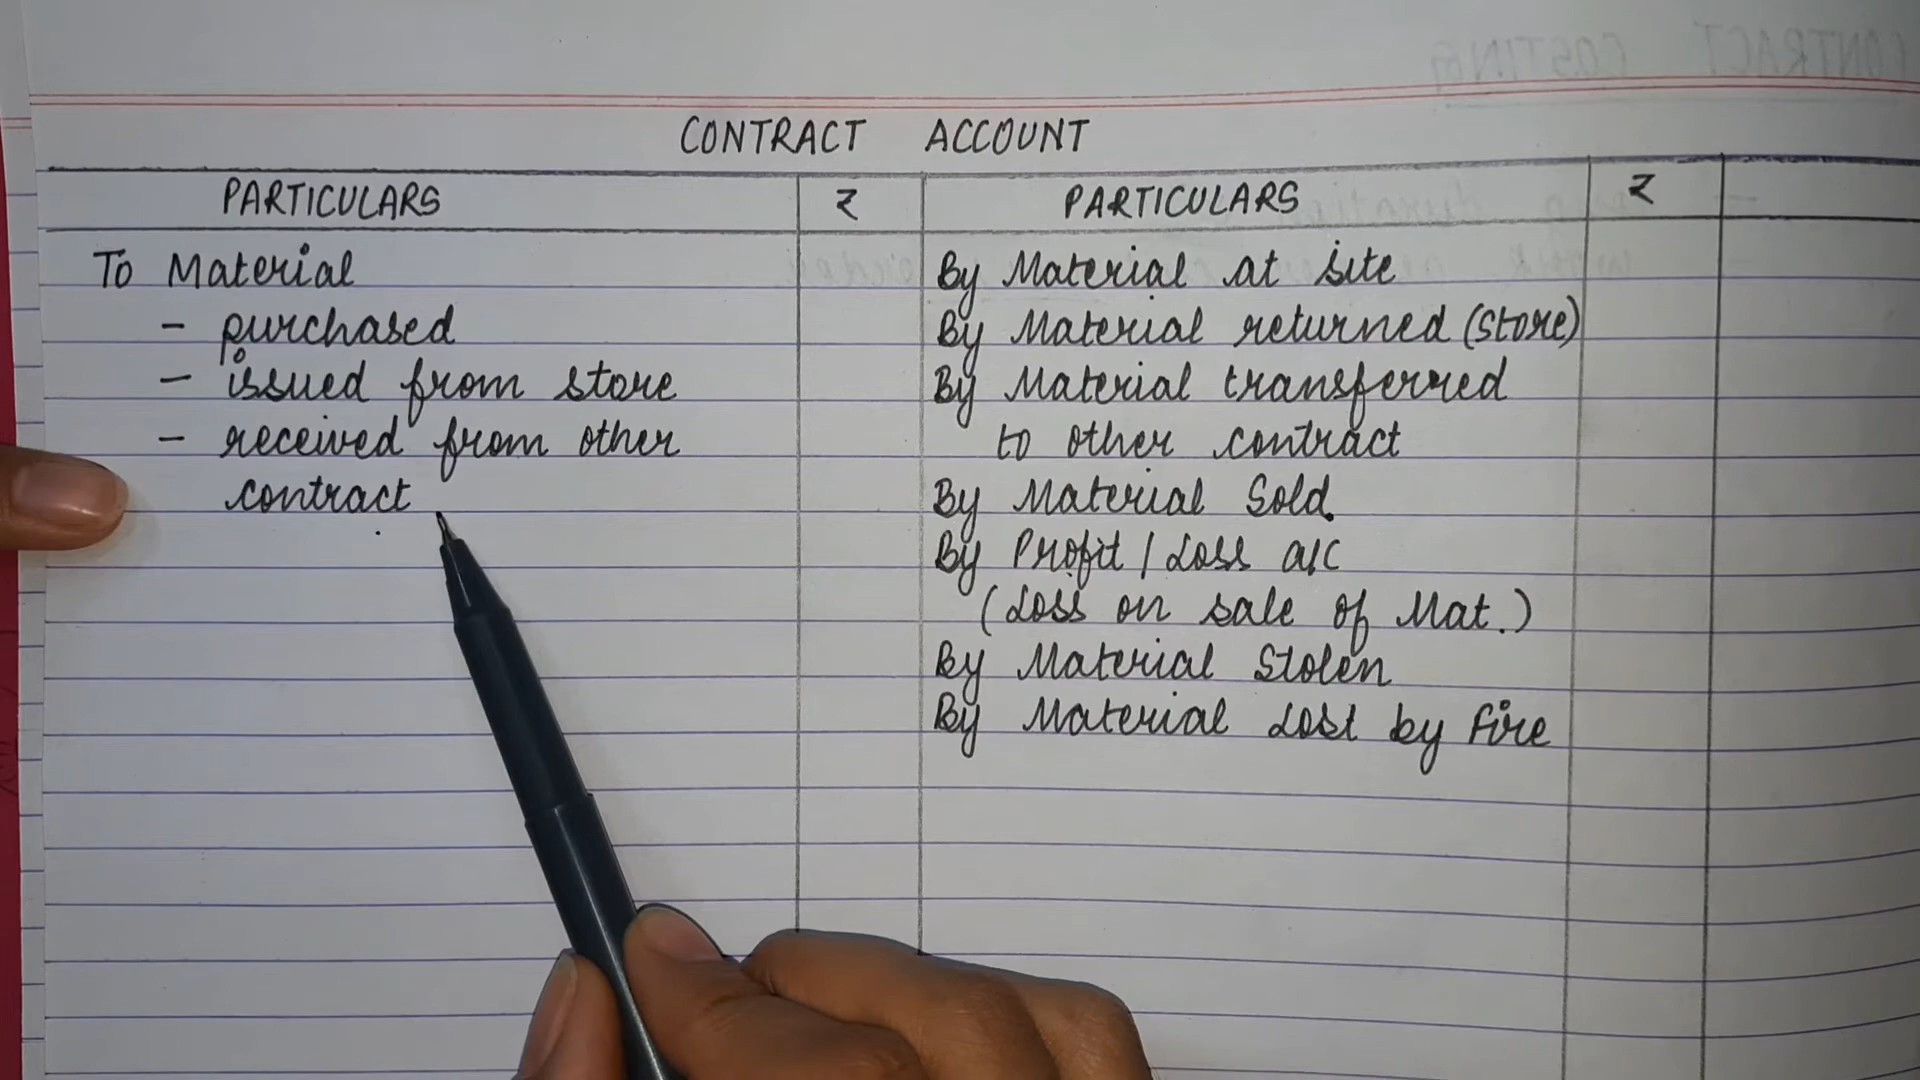 CONTRACT COSTING
CONTRACT ACCOUNT
PARTICULARS ₹ PARTICULARS ₹
To Material
- purchased
- issued from store
- received from other
contract
By Material at site
By Material returned (store)
By Material transferred
to other contract
By Material Sold.
By Profit / Loss a/c
(Loss on sale of Mat.)
By Material Stolen
By Material Lost by Fire